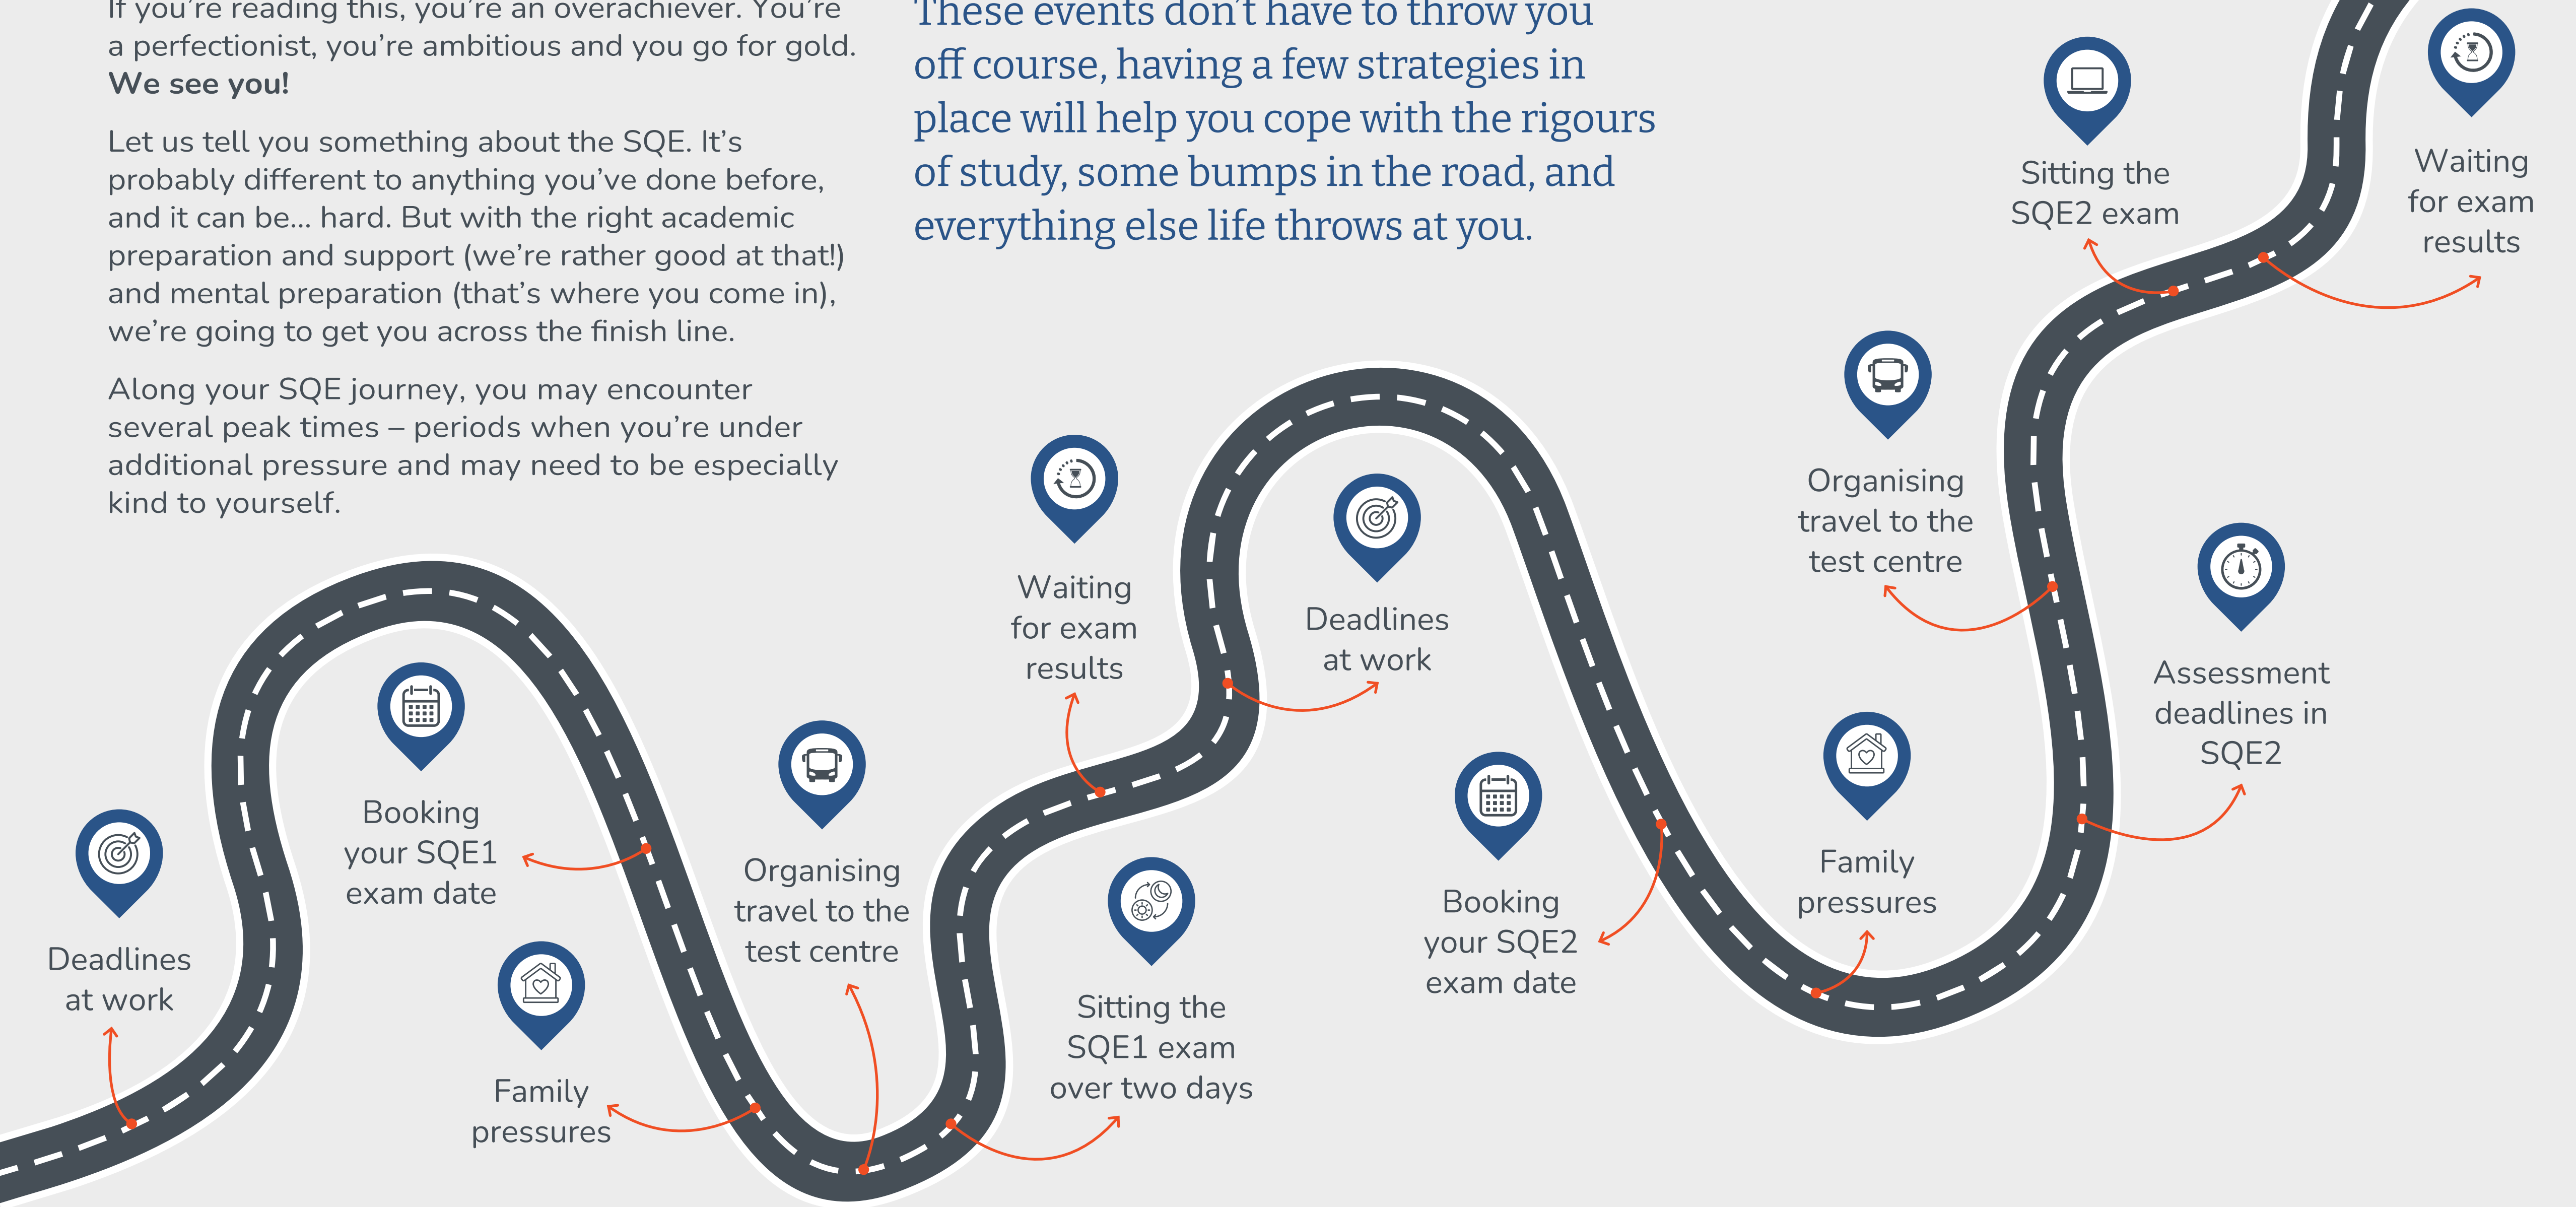 If you're reading this, you're an overachiever. You're
a perfectionist, you're ambitious and you go for gold.
We see you!
Let us tell you something about the SQE. It's
probably different to anything you've done before,
and it can be... hard. But with the right academic
preparation and support (we're rather good at that!)
and mental preparation (that's where you come in),
we're going to get you across the finish line.
Along your SQE journey, you may encounter
several peak times – periods when you're under
additional pressure and may need to be especially
kind to yourself.
These events don't have to throw you
off course, having a few strategies in
place will help you cope with the rigours
of study, some bumps in the road, and
everything else life throws at you.
Deadlines
at work
Booking
your SQE1
exam date
Family
pressures
Organising
travel to the
test centre
Sitting the
SQE1 exam
over two days
Waiting
for exam
results
Deadlines
at work
Booking
your SQE2
exam date
Family
pressures
Assessment
deadlines in
SQE2
Organising
travel to the
test centre
Sitting the
SQE2 exam
Waiting
for exam
results